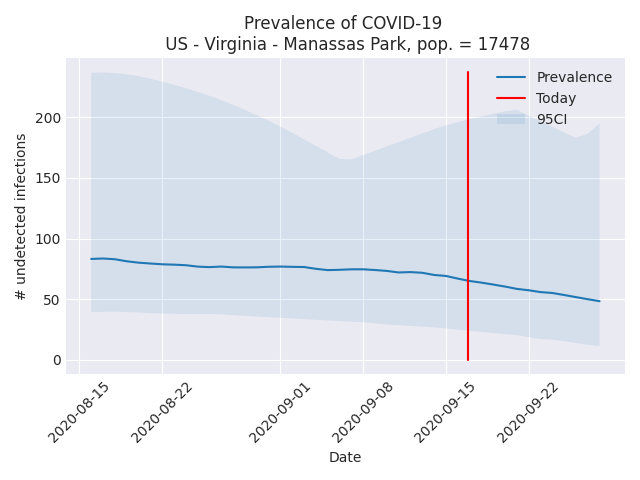 Prevalence of COVID-19
US - Virginia - Manassas Park, pop. = 17478
Prevalence
Today
95CI
# undetected infections
200
150
100
50
0
2020-08-15
2020-08-22
2020-09-01
2020-09-08
2020-09-15
2020-09-22
Date